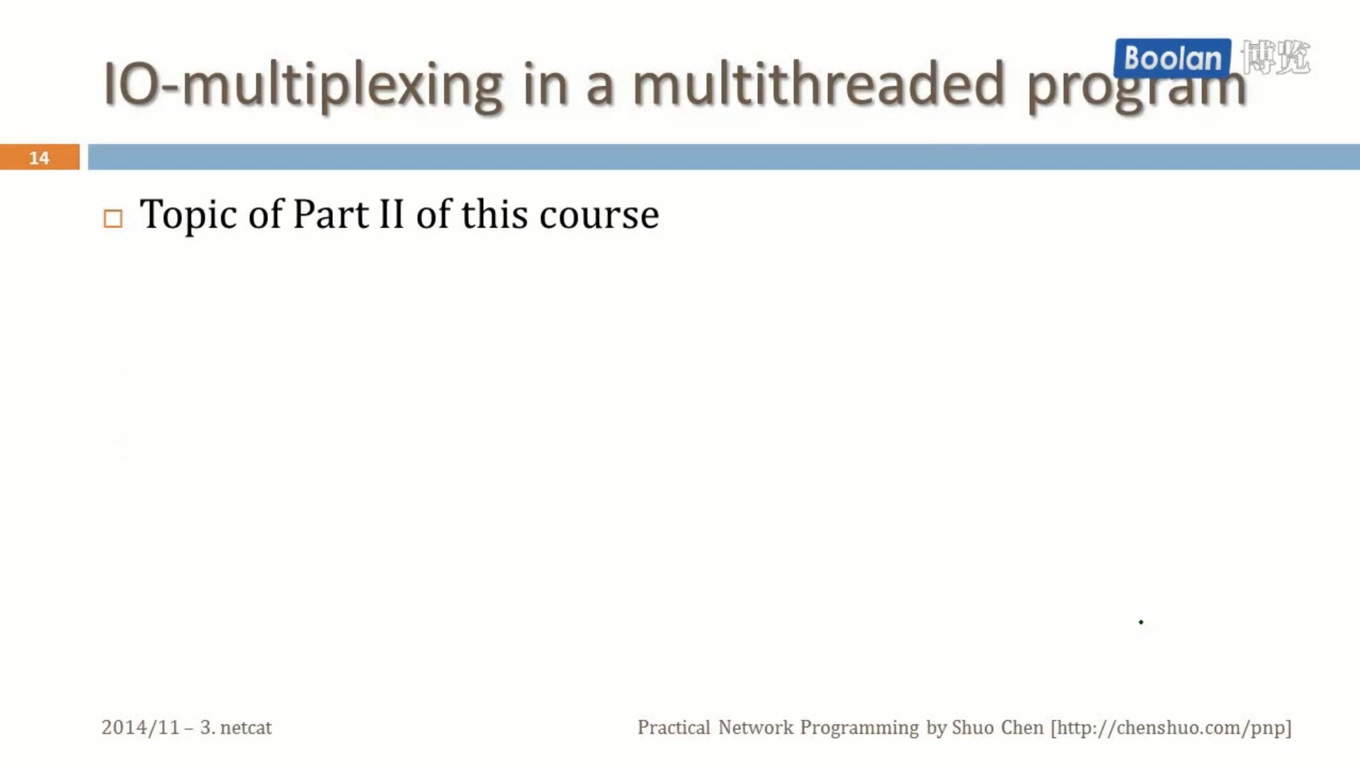 Boolan 博览
IO-multiplexing in a multithreaded program
14
Topic of Part II of this course
2014/11 – 3. netcat
Practical Network Programming by Shuo Chen [http://chenshuo.com/pnp]